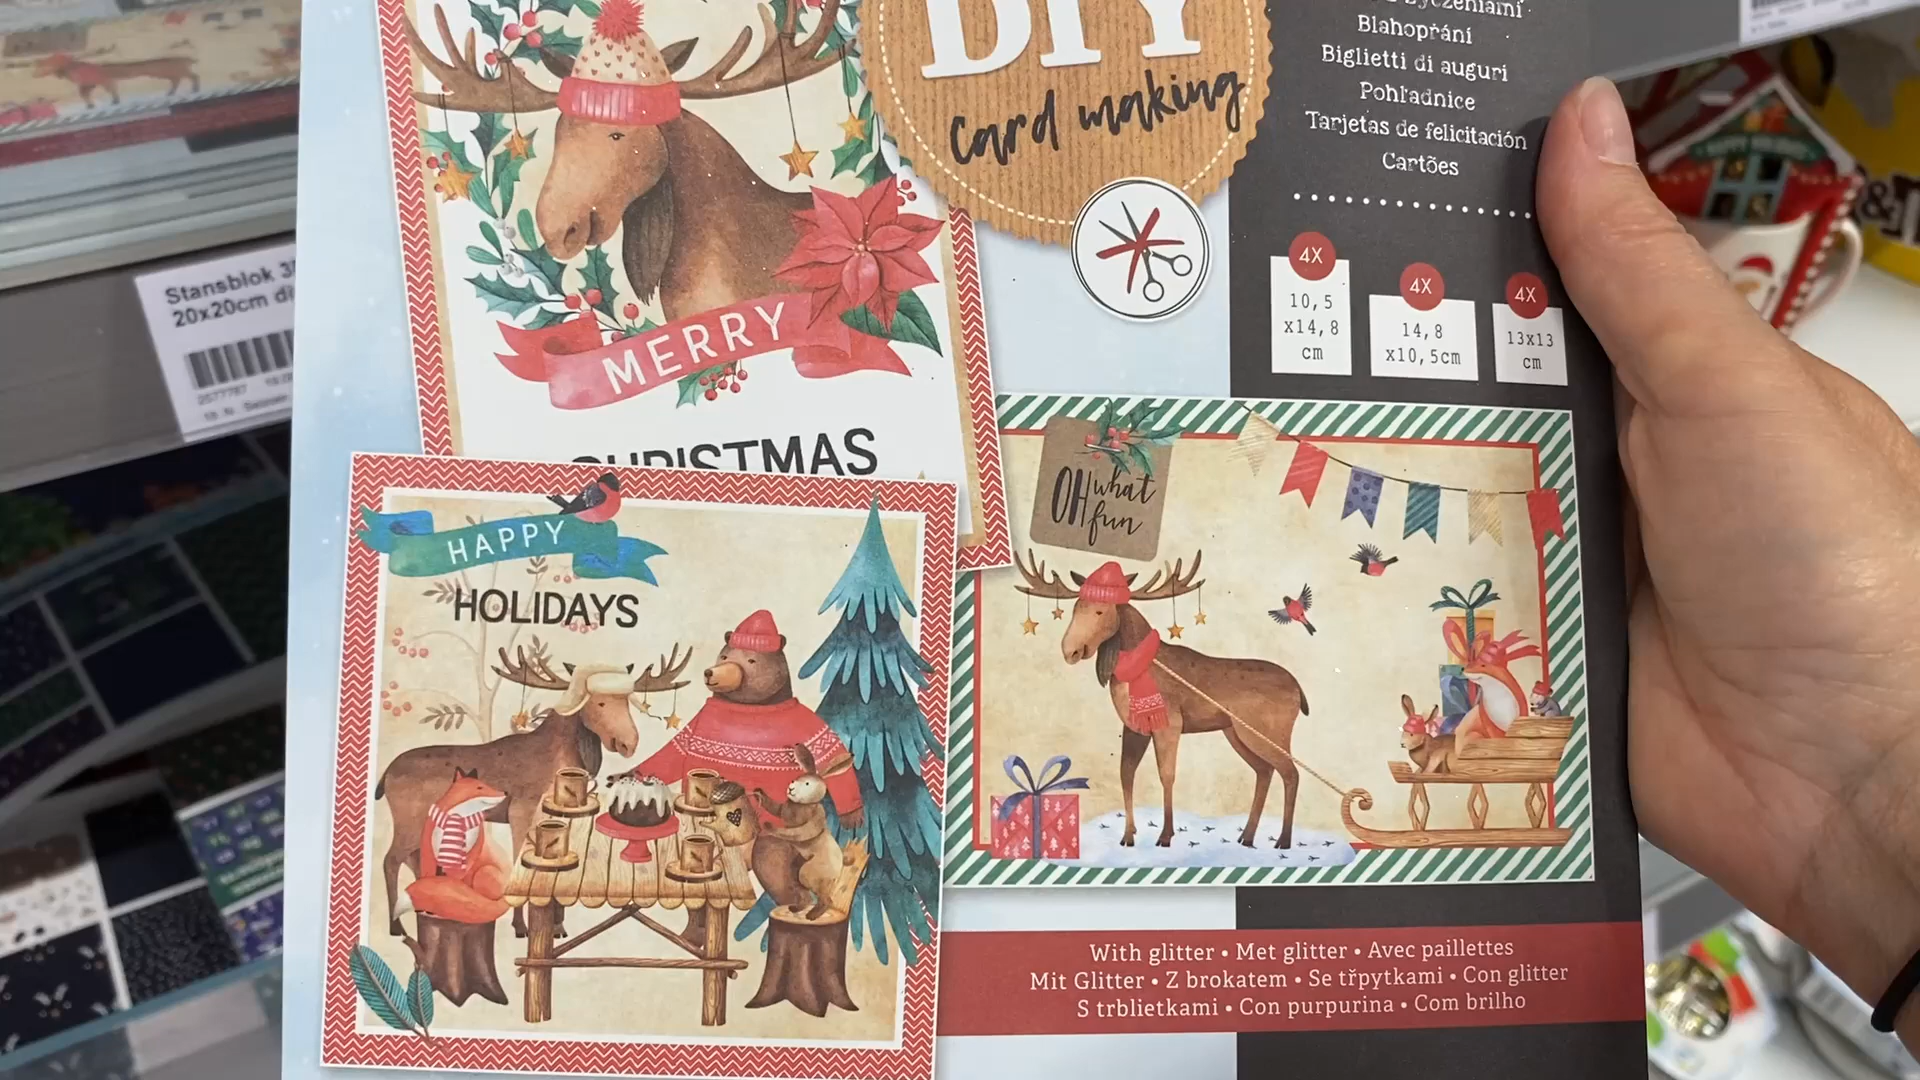 DIY
card making
Blahopřání
Biglietti di auguri
Pohľadnice
Tarjetas de felicitación
Cartões
4X
10,5
x14,8
cm
4X
14,8
x10,5cm
4X
13x13
cm
Stansblok
20x20cm
2577787
MERRY
CHRISTMAS
HAPPY
HOLIDAYS
OH what
fun
With glitter • Met glitter • Avec paillettes
Mit Glitter • Z brokatem • Se třpytkami • Con glitter
S trblietkami • Con purpurina • Com brilho